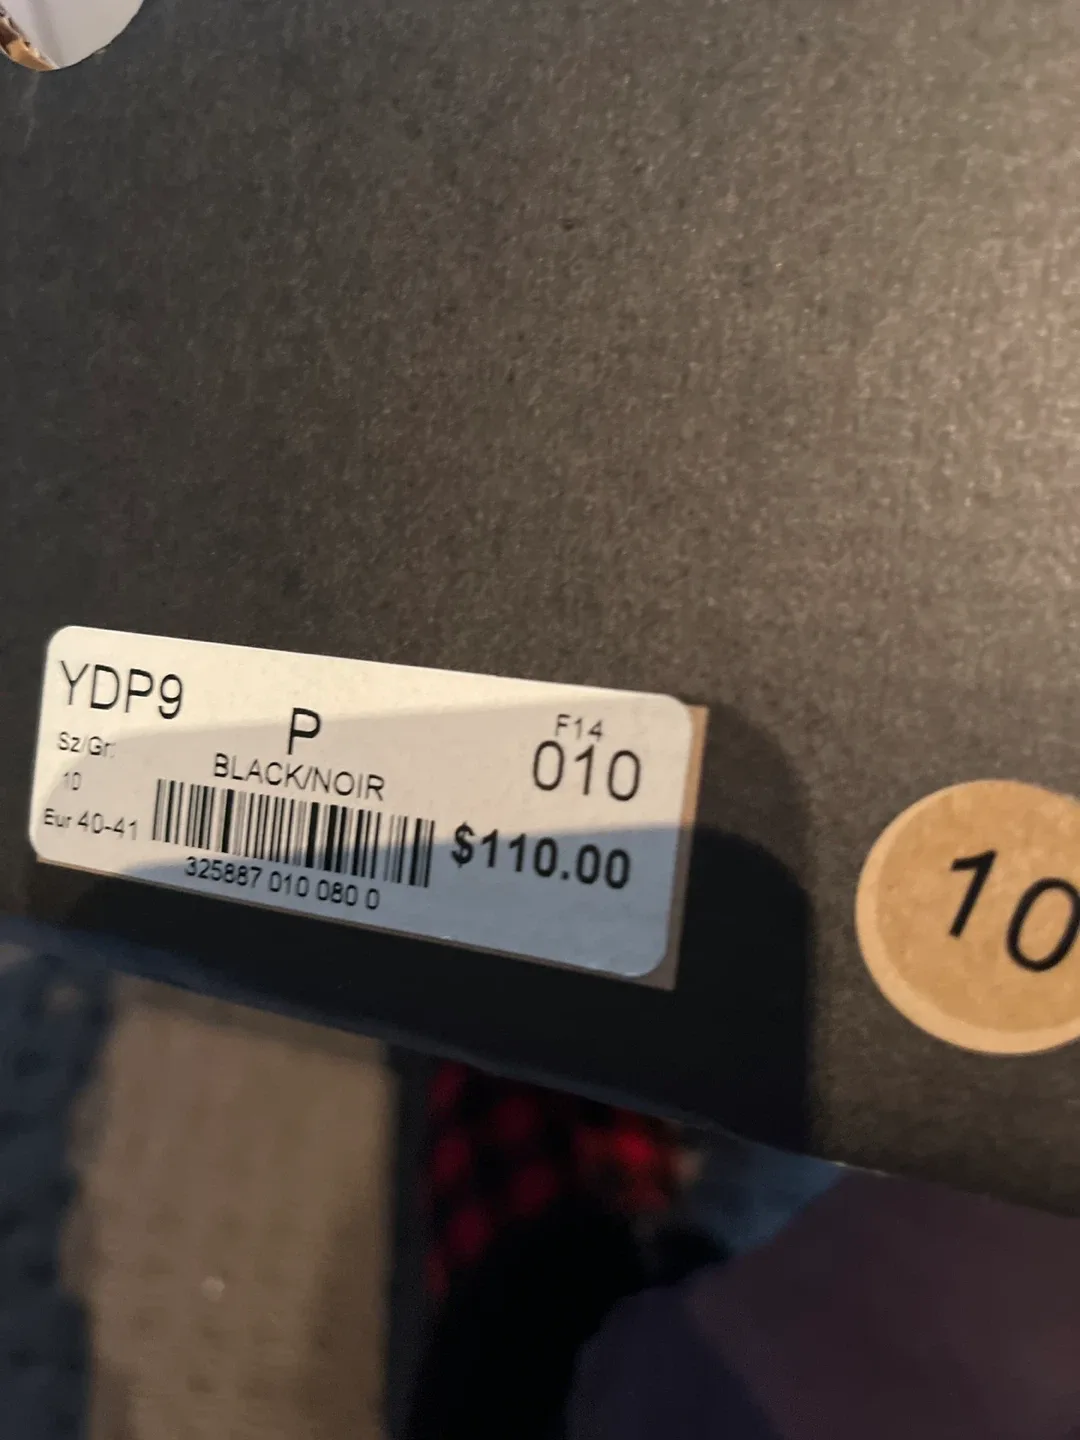 YDP9
P
F14
Sz/Gr:
BLACK/NOIR
010
10
Eur 40-41
$110.00
325887 010 080 0
10